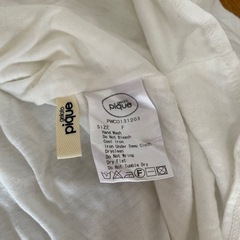 gelato
pique
pique
PWCO131203
SIZE F
Hand Wash
Do Not Bleach
Cool Iron
Iron Under Damp Cloth
Dryclean
Do Not Wring
Dry Flat
Do Not Tumble Dry